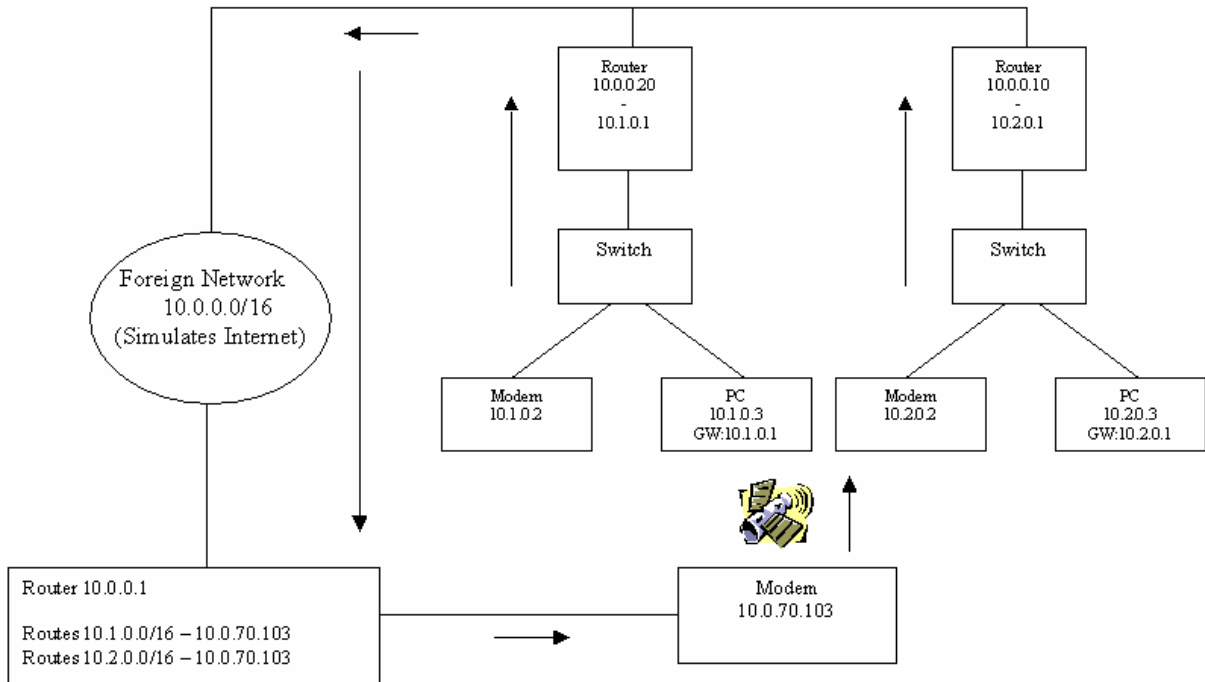 Router
10.0.0.20
-
10.1.0.1
Router
10.0.0.10
-
10.2.0.1
Switch
Switch
Foreign Network
10.0.0.0/16
(Simulates Internet)
Modem
10.1.0.2
PC
10.1.0.3
GW:10.1.0.1
Modem
10.2.0.2
PC
10.2.0.3
GW:10.2.0.1
Router 10.0.0.1
Routes 10.1.0.0/16 – 10.0.70.103
Routes 10.2.0.0/16 – 10.0.70.103
Modem
10.0.70.103